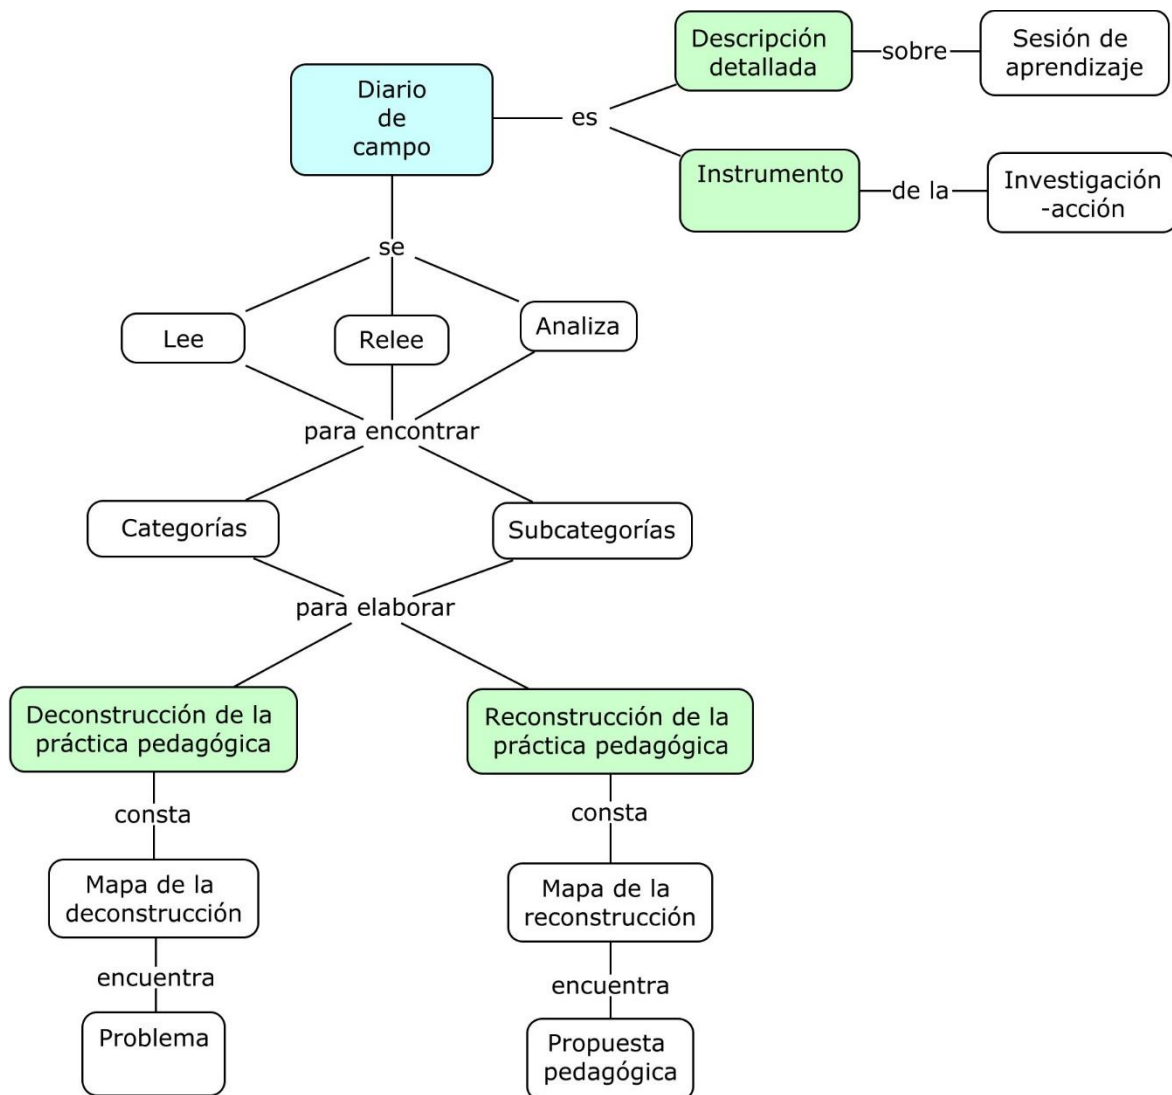 Diario
de
campo
es
Descripción
detallada
sobre
Sesión de
aprendizaje
Instrumento
de la
Investigación
-acción
se
Lee
Relee
Analiza
para encontrar
Categorías
Subcategorías
para elaborar
Deconstrucción de la
práctica pedagógica
consta
Mapa de la
deconstrucción
encuentra
Problema
Reconstrucción de la
práctica pedagógica
consta
Mapa de la
reconstrucción
encuentra
Propuesta
pedagógica